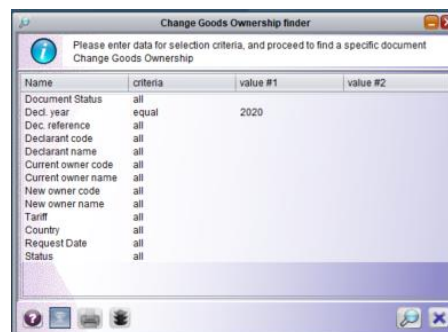 Change Goods Ownership finder
Please enter data for selection criteria, and proceed to find a specific document
Change Goods Ownership
Name criteria value #1 value #2
Document Status all
Decl. year equal 2020
Dec. reference all
Declarant code all
Declarant name all
Current owner code all
Current owner name all
New owner code all
New owner name all
Tariff all
Country all
Request Date all
Status all